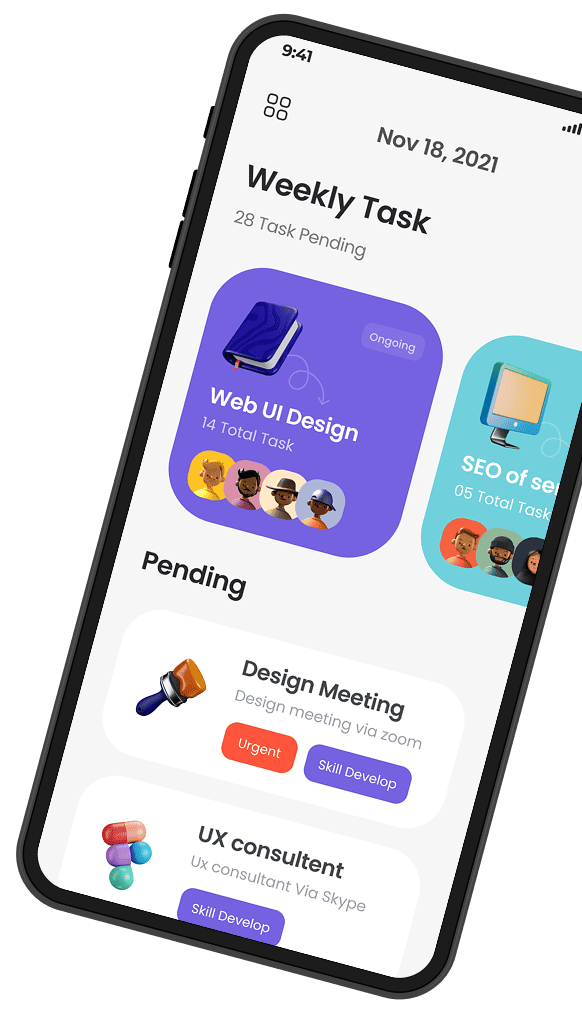 9:41
Nov 18, 2021
Weekly Task
28 Task Pending
Ongoing
Web UI Design
14 Total Task
SEO of
05 Total Task
Pending
Design Meeting
Design meeting via zoom
Urgent
Skill Develop
UX consultent
Ux consultant Via Skype
Skill Develop